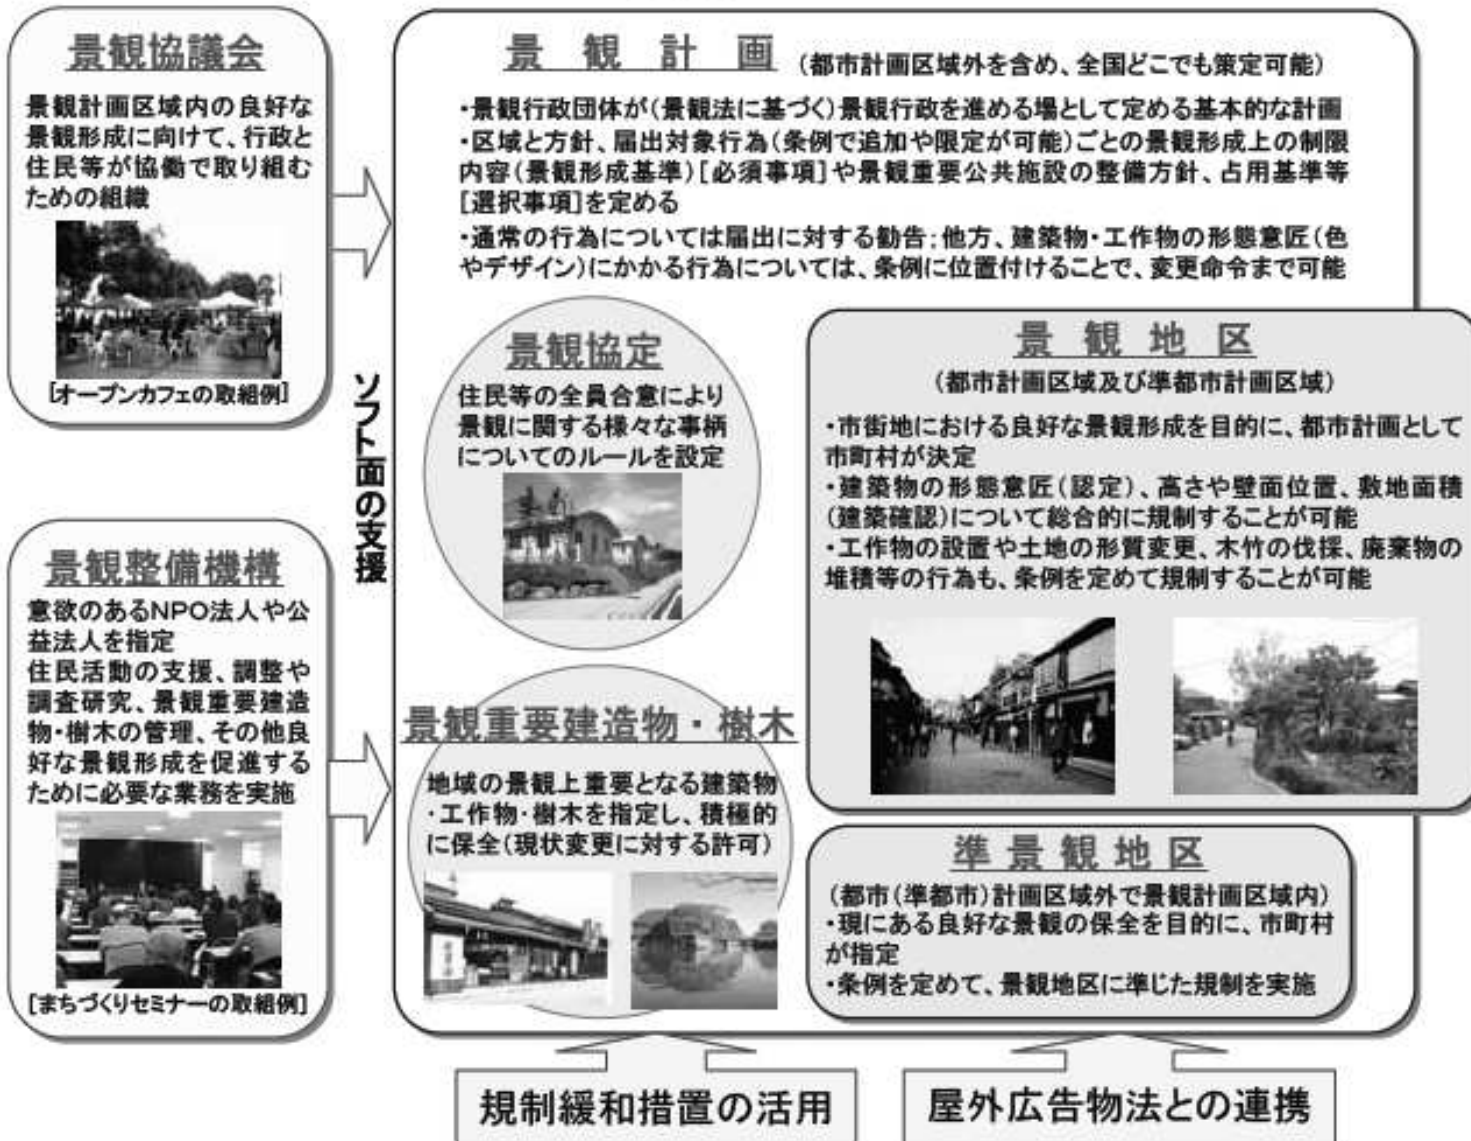 景観協議会
景観計画区域内の良好な
景観形成に向けて、行政と
住民等が協働で取り組む
ための組織
[オープンカフェの取組例]
景観整備機構
意欲のあるNPO法人や公
益法人を指定
住民活動の支援、調整や
調査研究、景観重要建造
物・樹木の管理、その他良
好な景観形成を促進する
ために必要な業務を実施
[まちづくりセミナーの取組例]
ソフト面の支援
景観計画 (都市計画区域外を含め、全国どこでも策定可能)
・景観行政団体が(景観法に基づく)景観行政を進める場として定める基本的な計画
・区域と方針、届出対象行為(条例で追加や限定が可能)ごとの景観形成上の制限
内容(景観形成基準)[必須事項]や景観重要公共施設の整備方針、占用基準等
[選択事項]を定める
・通常の行為については届出に対する勧告;他方、建築物・工作物の形態意匠(色
やデザイン)にかかる行為については、条例に位置付けることで、変更命令まで可能
景観協定
住民等の全員合意により
景観に関する様々な事柄
についてのルールを設定
景観重要建造物・樹木
地域の景観上重要となる建築物
・工作物・樹木を指定し、積極的
に保全(現状変更に対する許可)
景観地区
(都市計画区域及び準都市計画区域)
・市街地における良好な景観形成を目的に、都市計画として
市町村が決定
・建築物の形態意匠(認定)、高さや壁面位置、敷地面積
(建築確認)について総合的に規制することが可能
・工作物の設置や土地の形質変更、木竹の伐採、廃棄物の
堆積等の行為も、条例を定めて規制することが可能
準景観地区
(都市(準都市)計画区域外で景観計画区域内)
・現にある良好な景観の保全を目的に、市町村
が指定
・条例を定めて、景観地区に準じた規制を実施
規制緩和措置の活用
屋外広告物法との連携